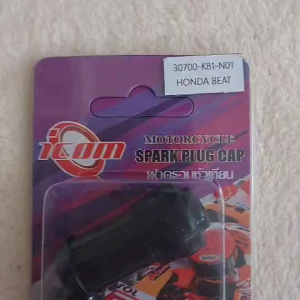 30700-K81-N01
HONDA BEAT
icom
MOTORCYCLE
SPARK PLUG CAP
ฝาครอบหัวเทียน